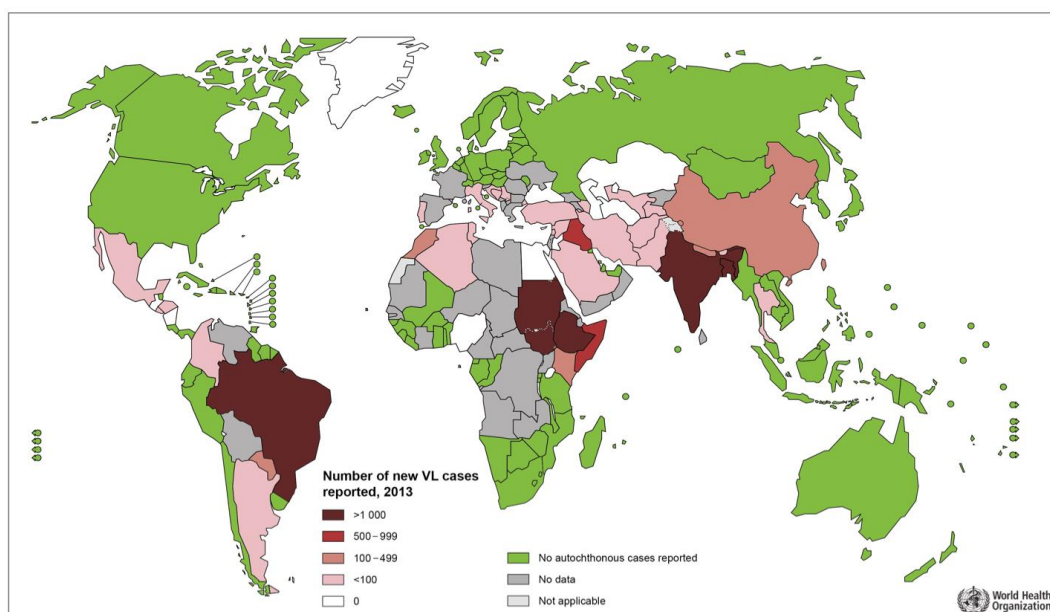 Number of new VL cases
reported, 2013
>1 000
500–999
100–499
<100
0
No autochthonous cases reported
No data
Not applicable
World Health
Organization